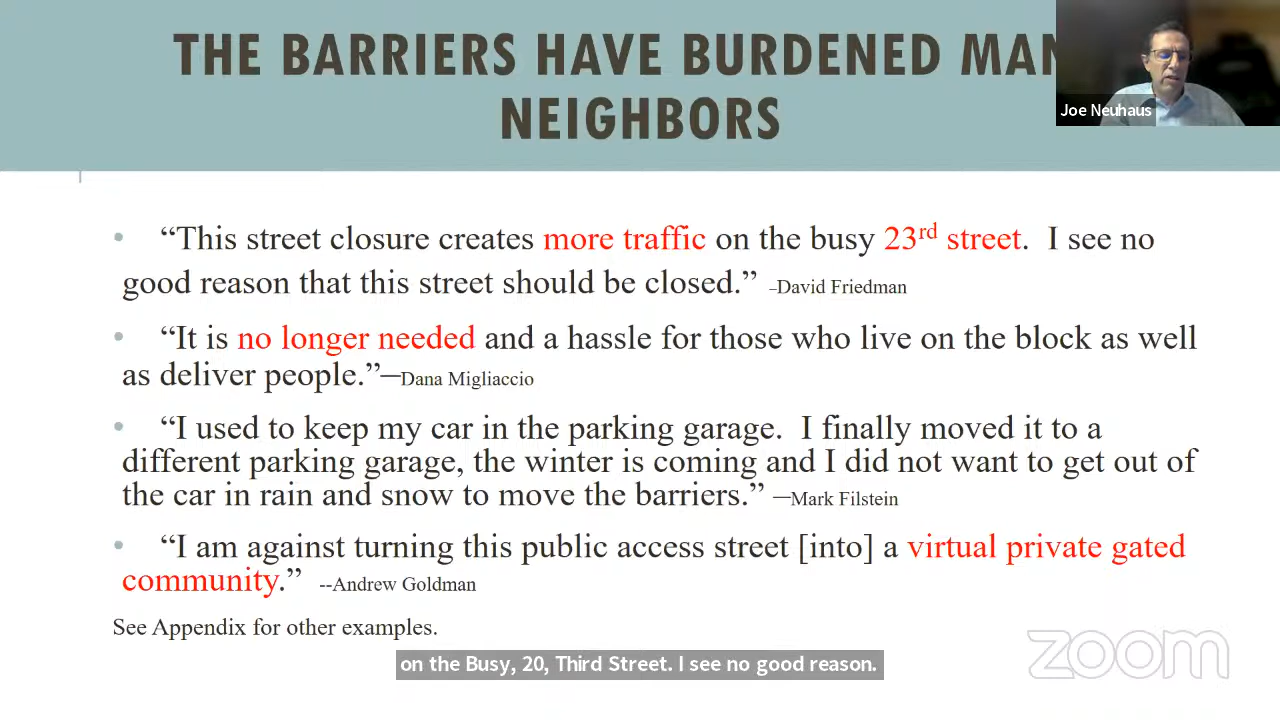 THE BARRIERS HAVE BURDENED MAN
NEIGHBORS
Joe Neuhaus
• “This street closure creates more traffic on the busy 23rd street. I see no
good reason that this street should be closed.” –David Friedman
• “It is no longer needed and a hassle for those who live on the block as well
as deliver people.”—Dana Migliaccio
• “I used to keep my car in the parking garage. I finally moved it to a
different parking garage, the winter is coming and I did not want to get out of
the car in rain and snow to move the barriers.” —Mark Filstein
• “I am against turning this public access street [into] a virtual private gated
community.” --Andrew Goldman
See Appendix for other examples.
zoom
on the Busy, 20, Third Street. I see no good reason.